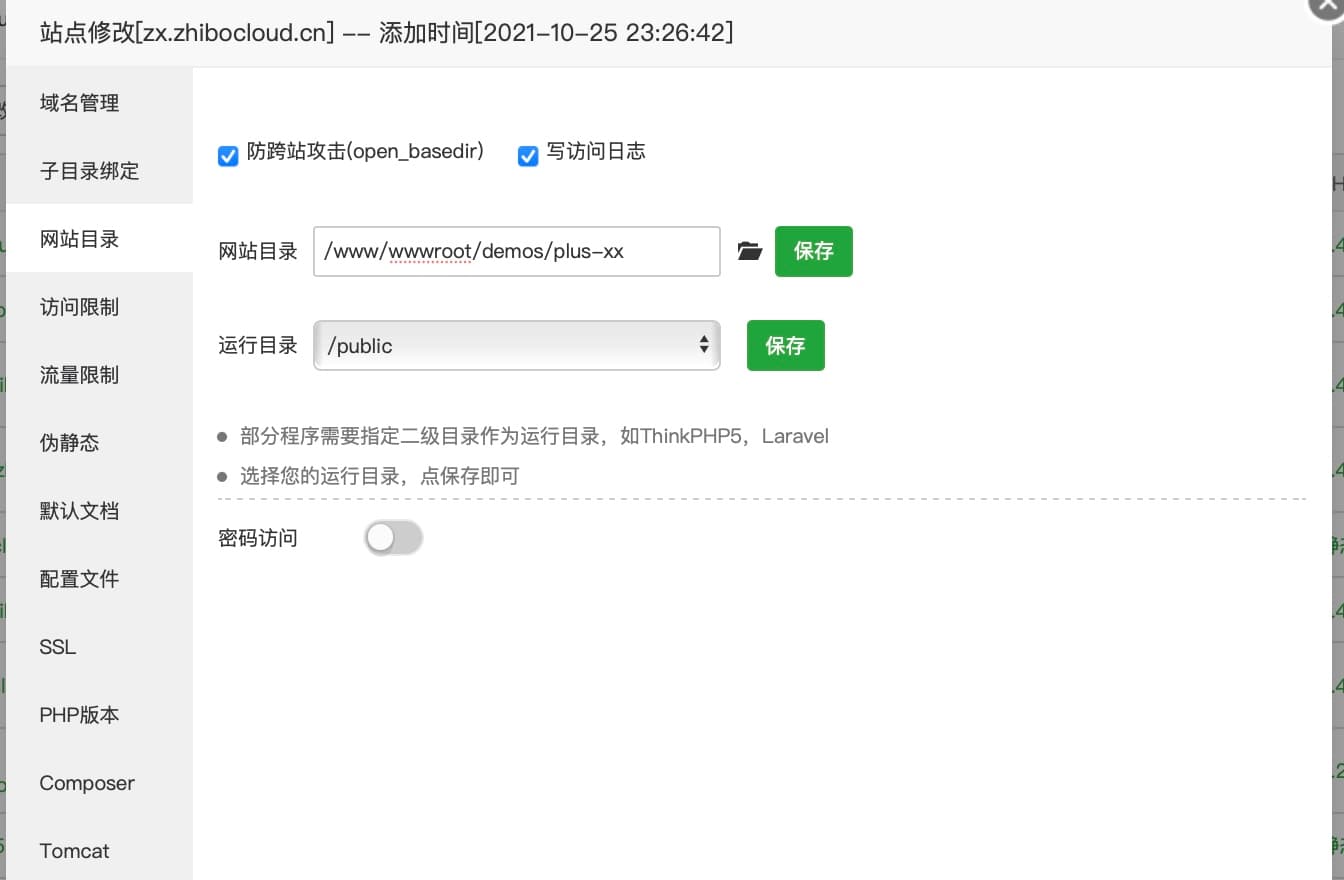 站点修改[zx.zhibocloud.cn] -- 添加时间[2021-10-25 23:26:42]
域名管理
子目录绑定
网站目录
访问限制
流量限制
伪静态
默认文档
配置文件
SSL
PHP版本
Composer
Tomcat
防跨站攻击(open_basedir) 写访问日志
网站目录 /www/wwwroot/demos/plus-xx 保存
运行目录 /public 保存
部分程序需要指定二级目录作为运行目录，如ThinkPHP5，Laravel
选择您的运行目录，点保存即可
密码访问